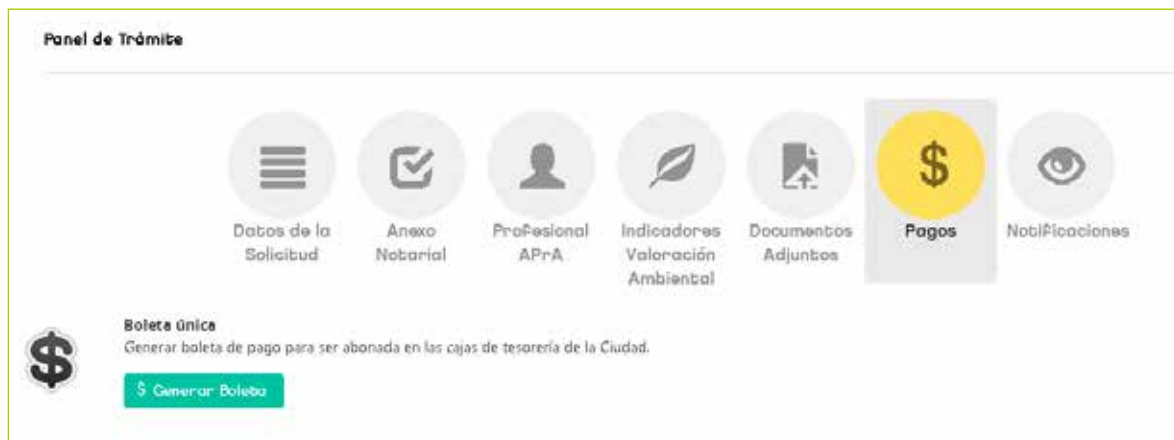 Panel de Trámite
Datos de la
Solicitud
Anexo
Notarial
Profesional
APrA
Indicadores
Valoración
Ambiental
Documentos
Adjuntos
Pagos
Notificaciones
Boleta única
Generar boleta de pago para ser abonada en las cajas de tesorería de la Ciudad.
$ Generar Boleta